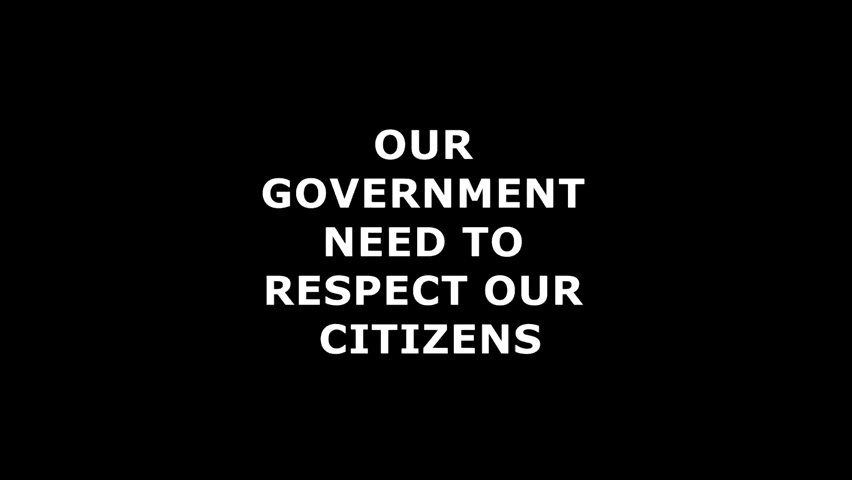 OUR
GOVERNMENT
NEED TO
RESPECT OUR
CITIZENS